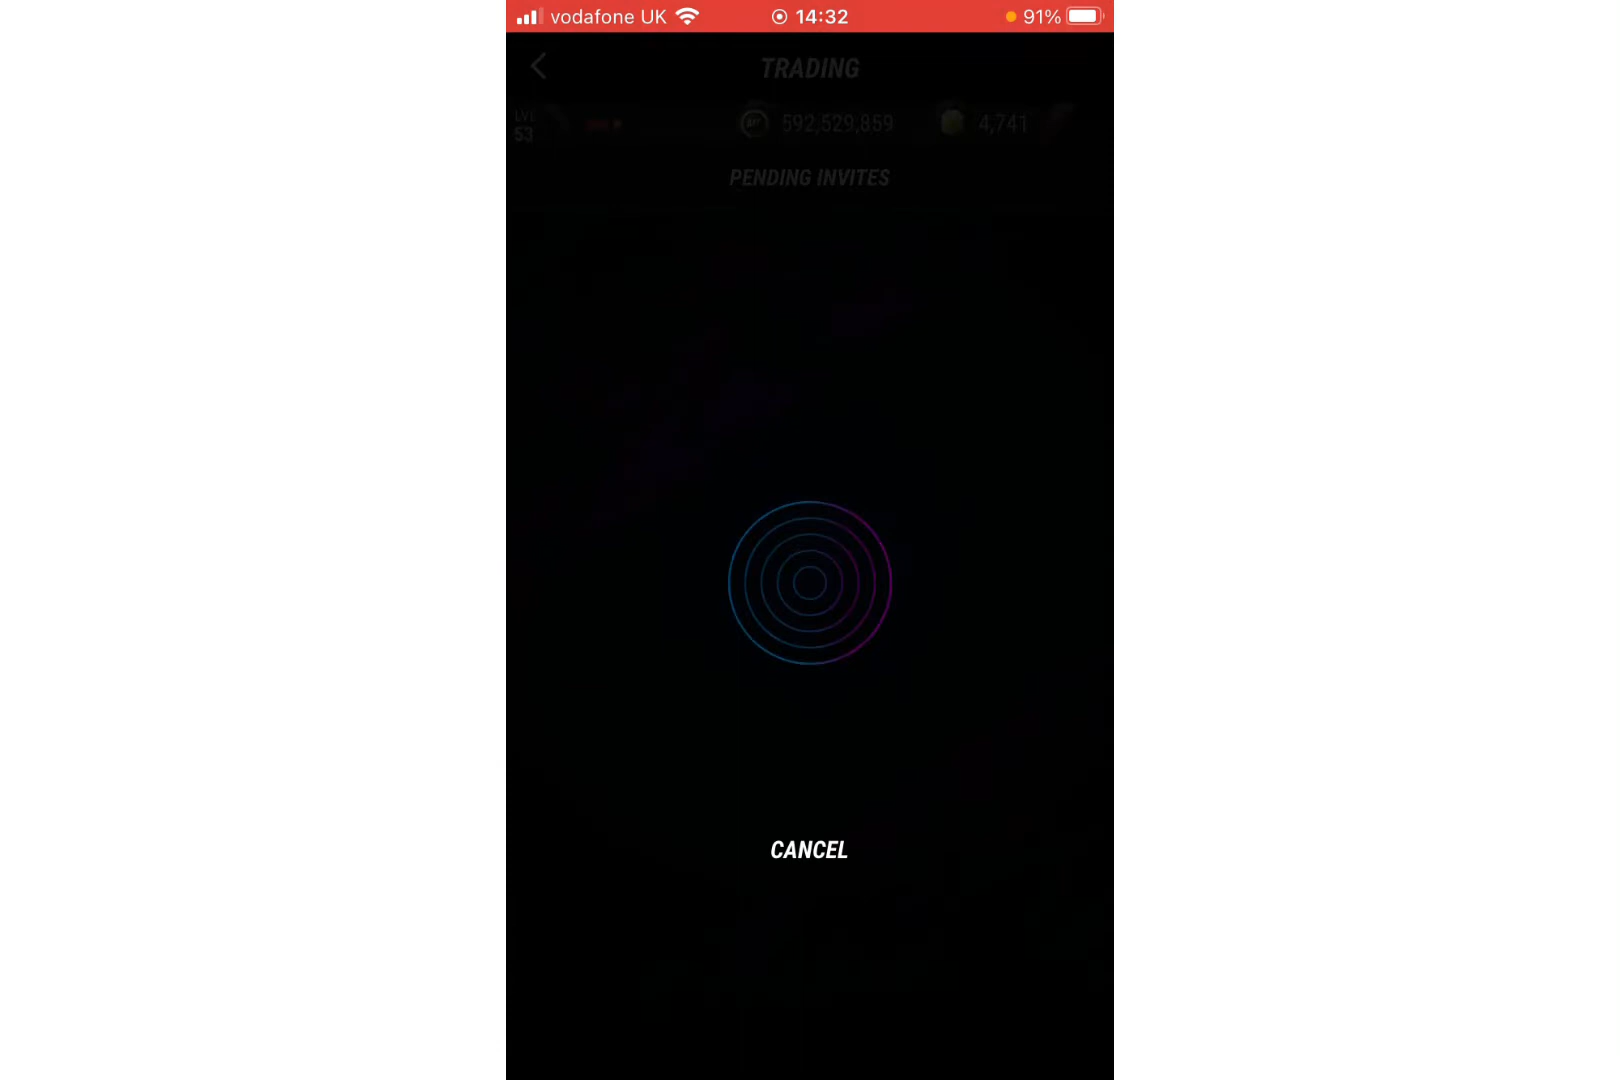 vodafone UK 14:32 91%
TRADING
LVL
53
592,529,859 4,741
PENDING INVITES
CANCEL